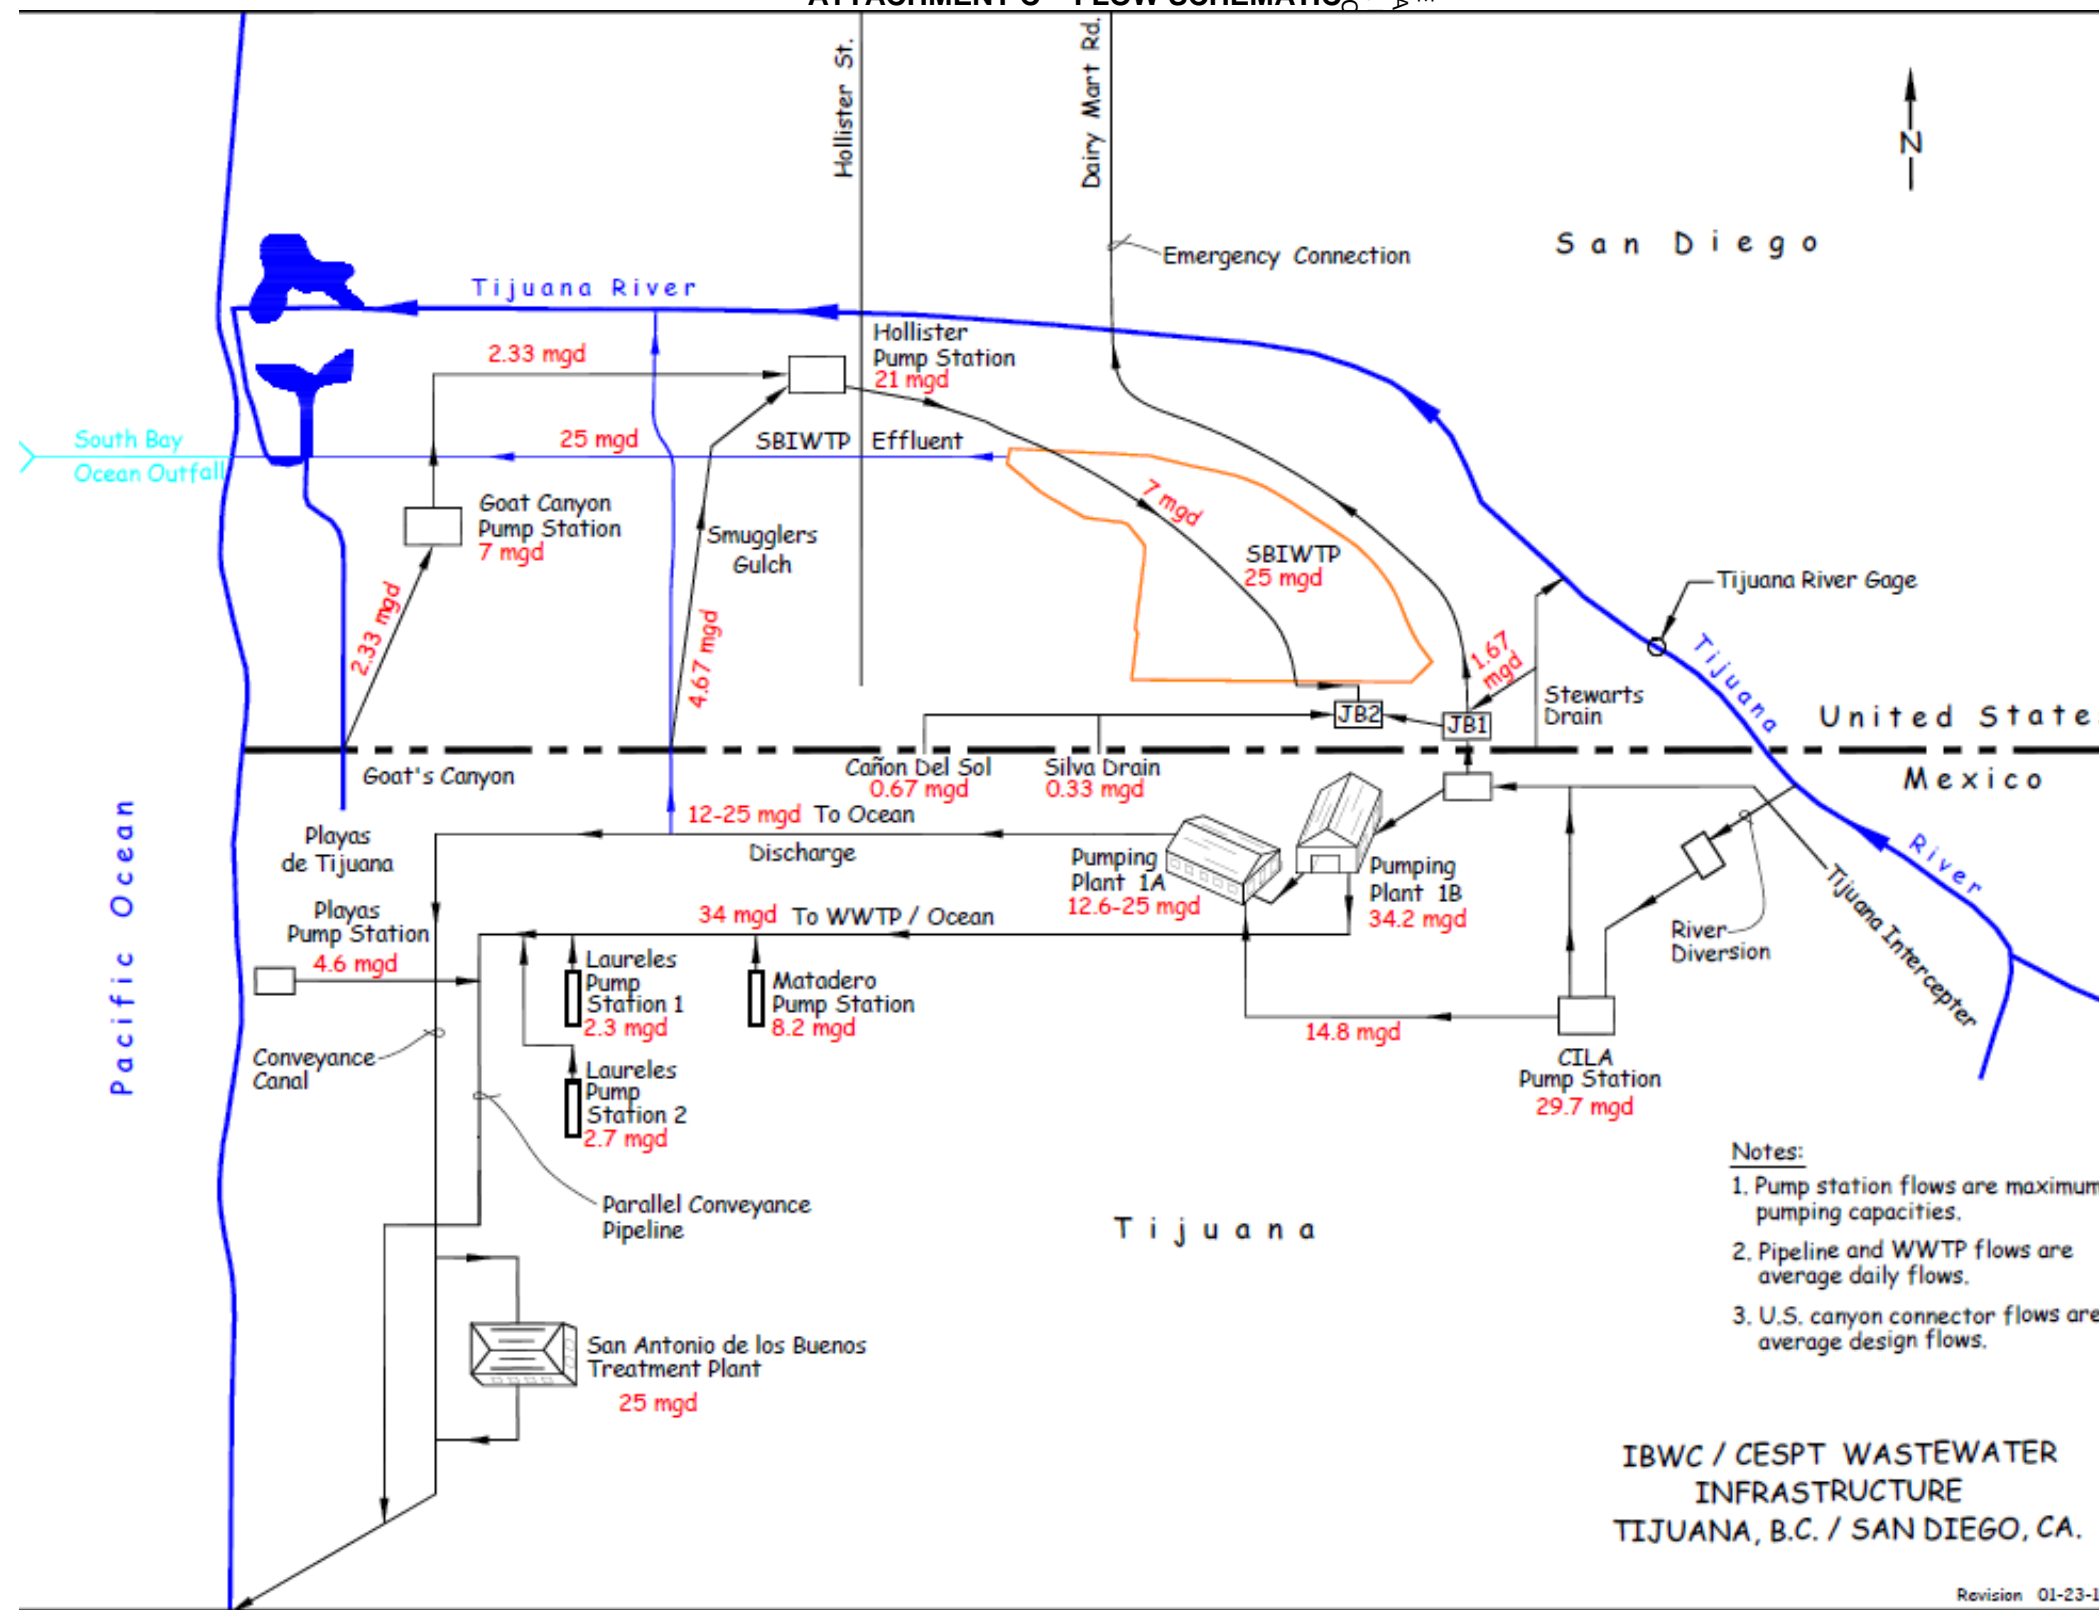 ATTACHMENT C – FLOW SCHEMATIC
Hollister St.
Dairy Mart Rd.
N
San Diego
Emergency Connection
Tijuana River
Hollister
Pump Station
21 mgd
2.33 mgd
South Bay
Ocean Outfall
25 mgd
SBIWTP Effluent
Goat Canyon
Pump Station
7 mgd
7 mgd
Smugglers
Gulch
SBIWTP
25 mgd
Tijuana River Gage
2.33 mgd
4.67 mgd
1.67
mgd
Stewarts
Drain
Tijuana
River
JB2
JB1
United State
Mexico
Goat's Canyon
Cañon Del Sol
0.67 mgd
Silva Drain
0.33 mgd
Pacific Ocean
Playas
de Tijuana
12-25 mgd To Ocean
Discharge
Pumping
Plant 1A
12.6-25 mgd
Pumping
Plant 1B
34.2 mgd
Tijuana Intercepter
River
Diversion
Playas
Pump Station
4.6 mgd
34 mgd To WWTP / Ocean
Laureles
Pump
Station 1
2.3 mgd
Matadero
Pump Station
8.2 mgd
14.8 mgd
CILA
Pump Station
29.7 mgd
Conveyance
Canal
Laureles
Pump
Station 2
2.7 mgd
Parallel Conveyance
Pipeline
Tijuana
Notes:
1. Pump station flows are maximum
pumping capacities.
2. Pipeline and WWTP flows are
average daily flows.
3. U.S. canyon connector flows are
average design flows.
San Antonio de los Buenos
Treatment Plant
25 mgd
IBWC / CESPT WASTEWATER
INFRASTRUCTURE
TIJUANA, B.C. / SAN DIEGO, CA.
Revision 01-23-1